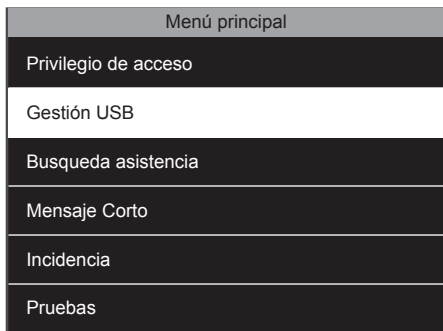 Menú principal
Privilegio de acceso
Gestión USB
Busqueda asistencia
Mensaje Corto
Incidencia
Pruebas